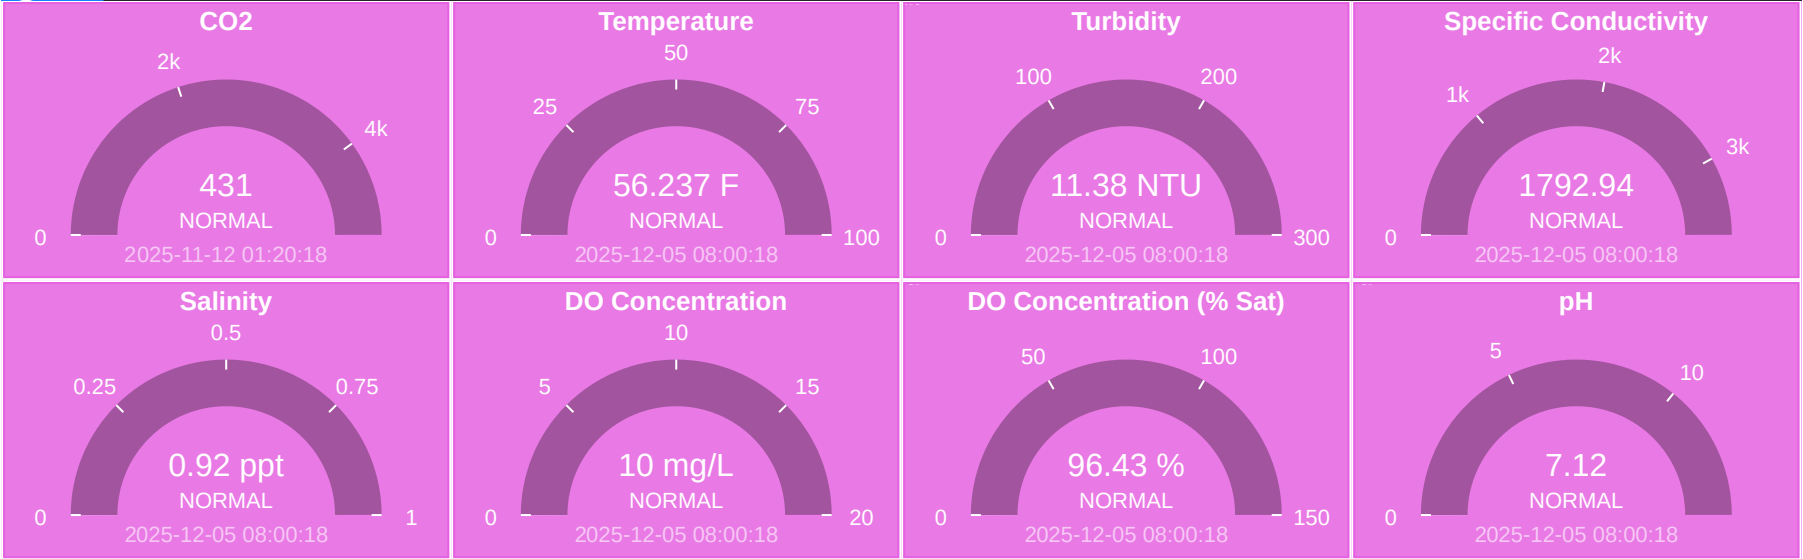 CO2
2k
4k
0
431
NORMAL
2025-11-12 01:20:18
Temperature
50
25
75
0
100
56.237 F
NORMAL
2025-12-05 08:00:18
Turbidity
100
200
0
300
11.38 NTU
NORMAL
2025-12-05 08:00:18
Specific Conductivity
2k
1k
3k
0
1792.94
NORMAL
2025-12-05 08:00:18
Salinity
0.5
0.25
0.75
0
1
0.92 ppt
NORMAL
2025-12-05 08:00:18
DO Concentration
10
5
15
0
20
10 mg/L
NORMAL
2025-12-05 08:00:18
DO Concentration (% Sat)
50
100
0
150
96.43 %
NORMAL
2025-12-05 08:00:18
pH
5
10
0
7.12
NORMAL
2025-12-05 08:00:18